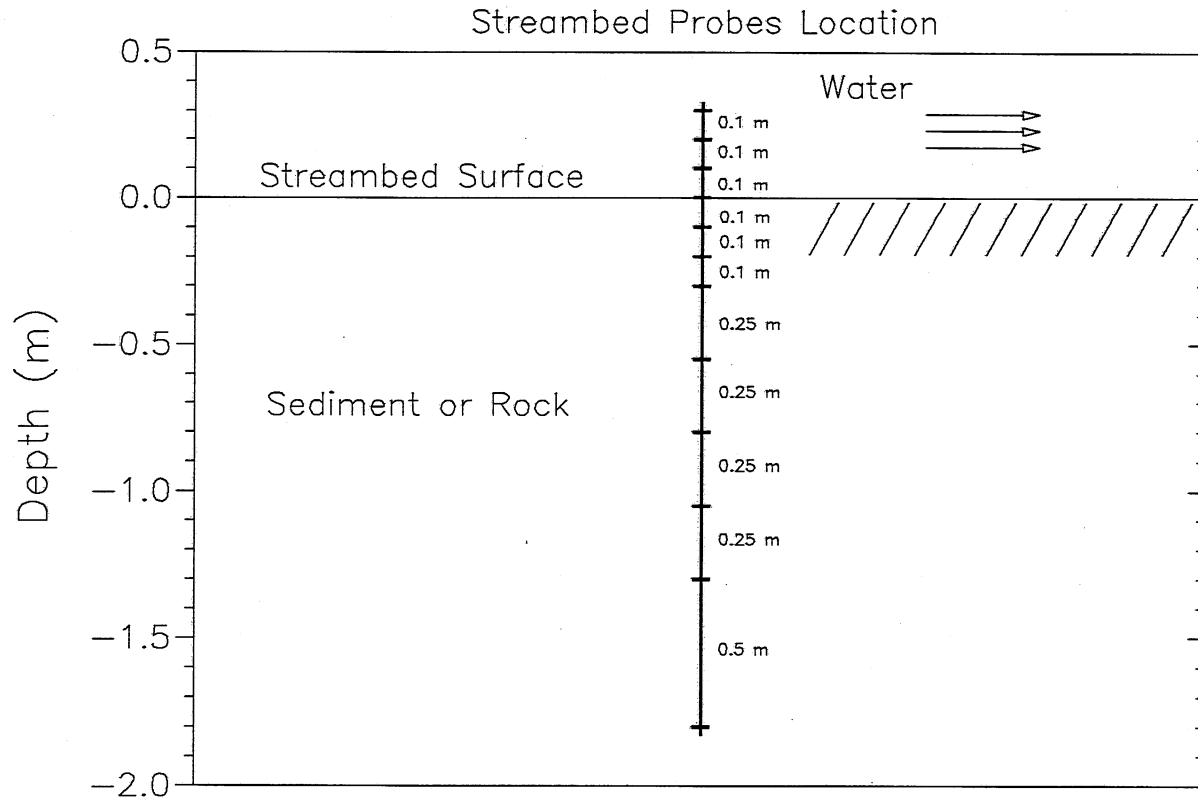 Streambed Probes Location
0.5
Water
0.1 m
0.1 m
Streambed Surface
0.1 m
0.0
0.1 m
0.1 m
0.1 m
0.25 m
Depth (m)
−0.5
0.25 m
Sediment or Rock
0.25 m
−1.0
0.25 m
−1.5
0.5 m
−2.0